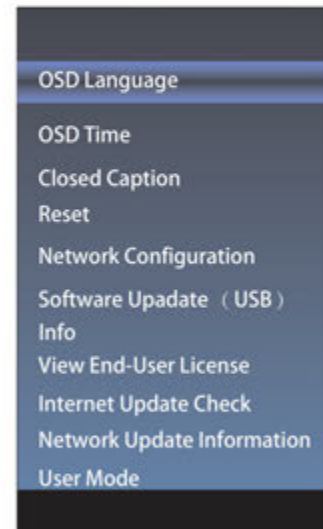 OSD Language
OSD Time
Closed Caption
Reset
Network Configuration
Software Upadate （USB）
Info
View End-User License
Internet Update Check
Network Update Information
User Mode